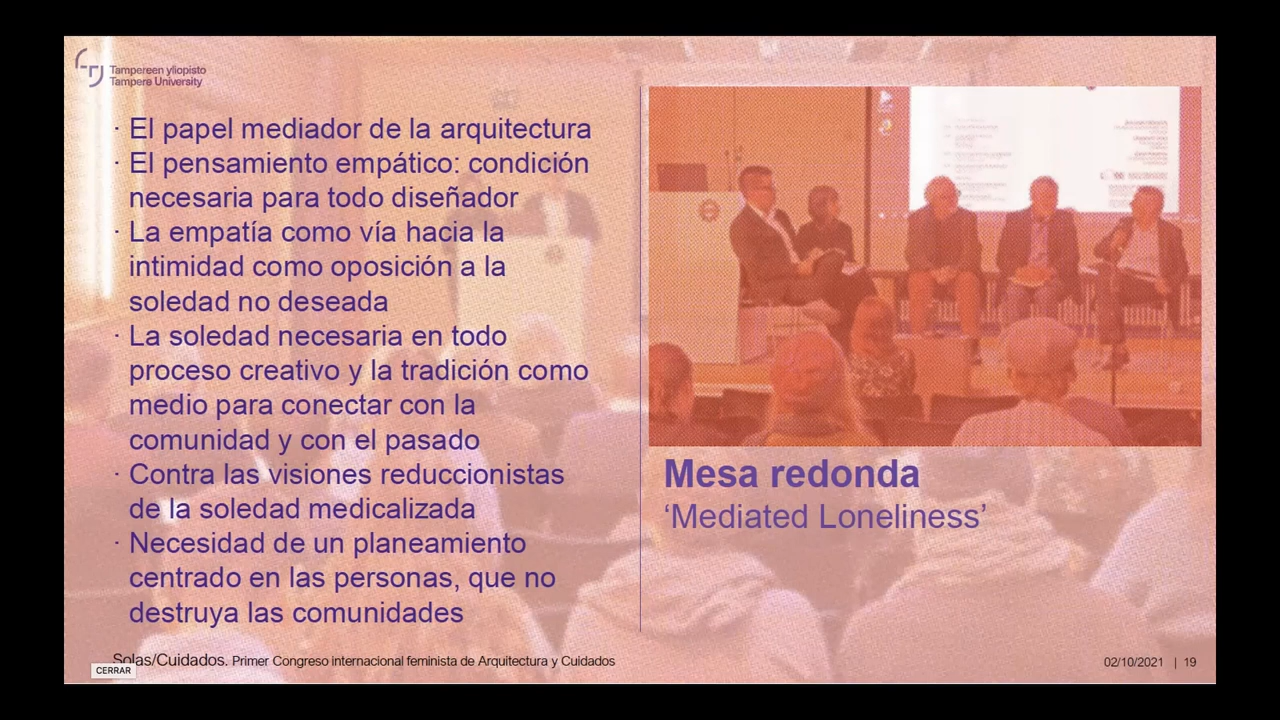 Tampereen yliopisto
Tampere University
· El papel mediador de la arquitectura
· El pensamiento empático: condición
necesaria para todo diseñador
· La empatía como vía hacia la
intimidad como oposición a la
soledad no deseada
· La soledad necesaria en todo
proceso creativo y la tradición como
medio para conectar con la
comunidad y con el pasado
· Contra las visiones reduccionistas
de la soledad medicalizada
· Necesidad de un planeamiento
centrado en las personas, que no
destruya las comunidades
Mesa redonda
‘Mediated Loneliness’
Solas/Cuidados. Primer Congreso internacional feminista de Arquitectura y Cuidados
CERRAR
02/10/2021 | 19